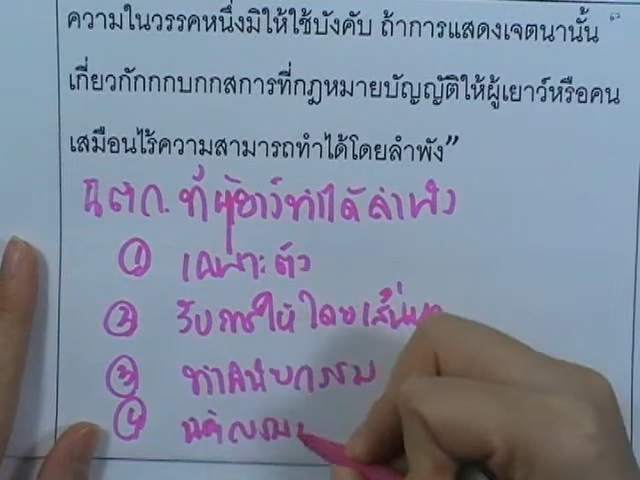 ความในวรรคหนึ่งมิให้ใช้บังคับ ถ้าการแสดงเจตนานั้น
เกี่ยวกักกกบกกสการที่กฎหมายบัญญัติให้ผู้เยาว์หรือคน
เสมือนไร้ความสามารถทำได้โดยลำพัง”
นิติก. ที่ผู้เยาว์ทำได้ลำพัง
① เฉพาะตัว
② รับการให้โดยเสน่หา
③ ทำพินัยกรรม
④